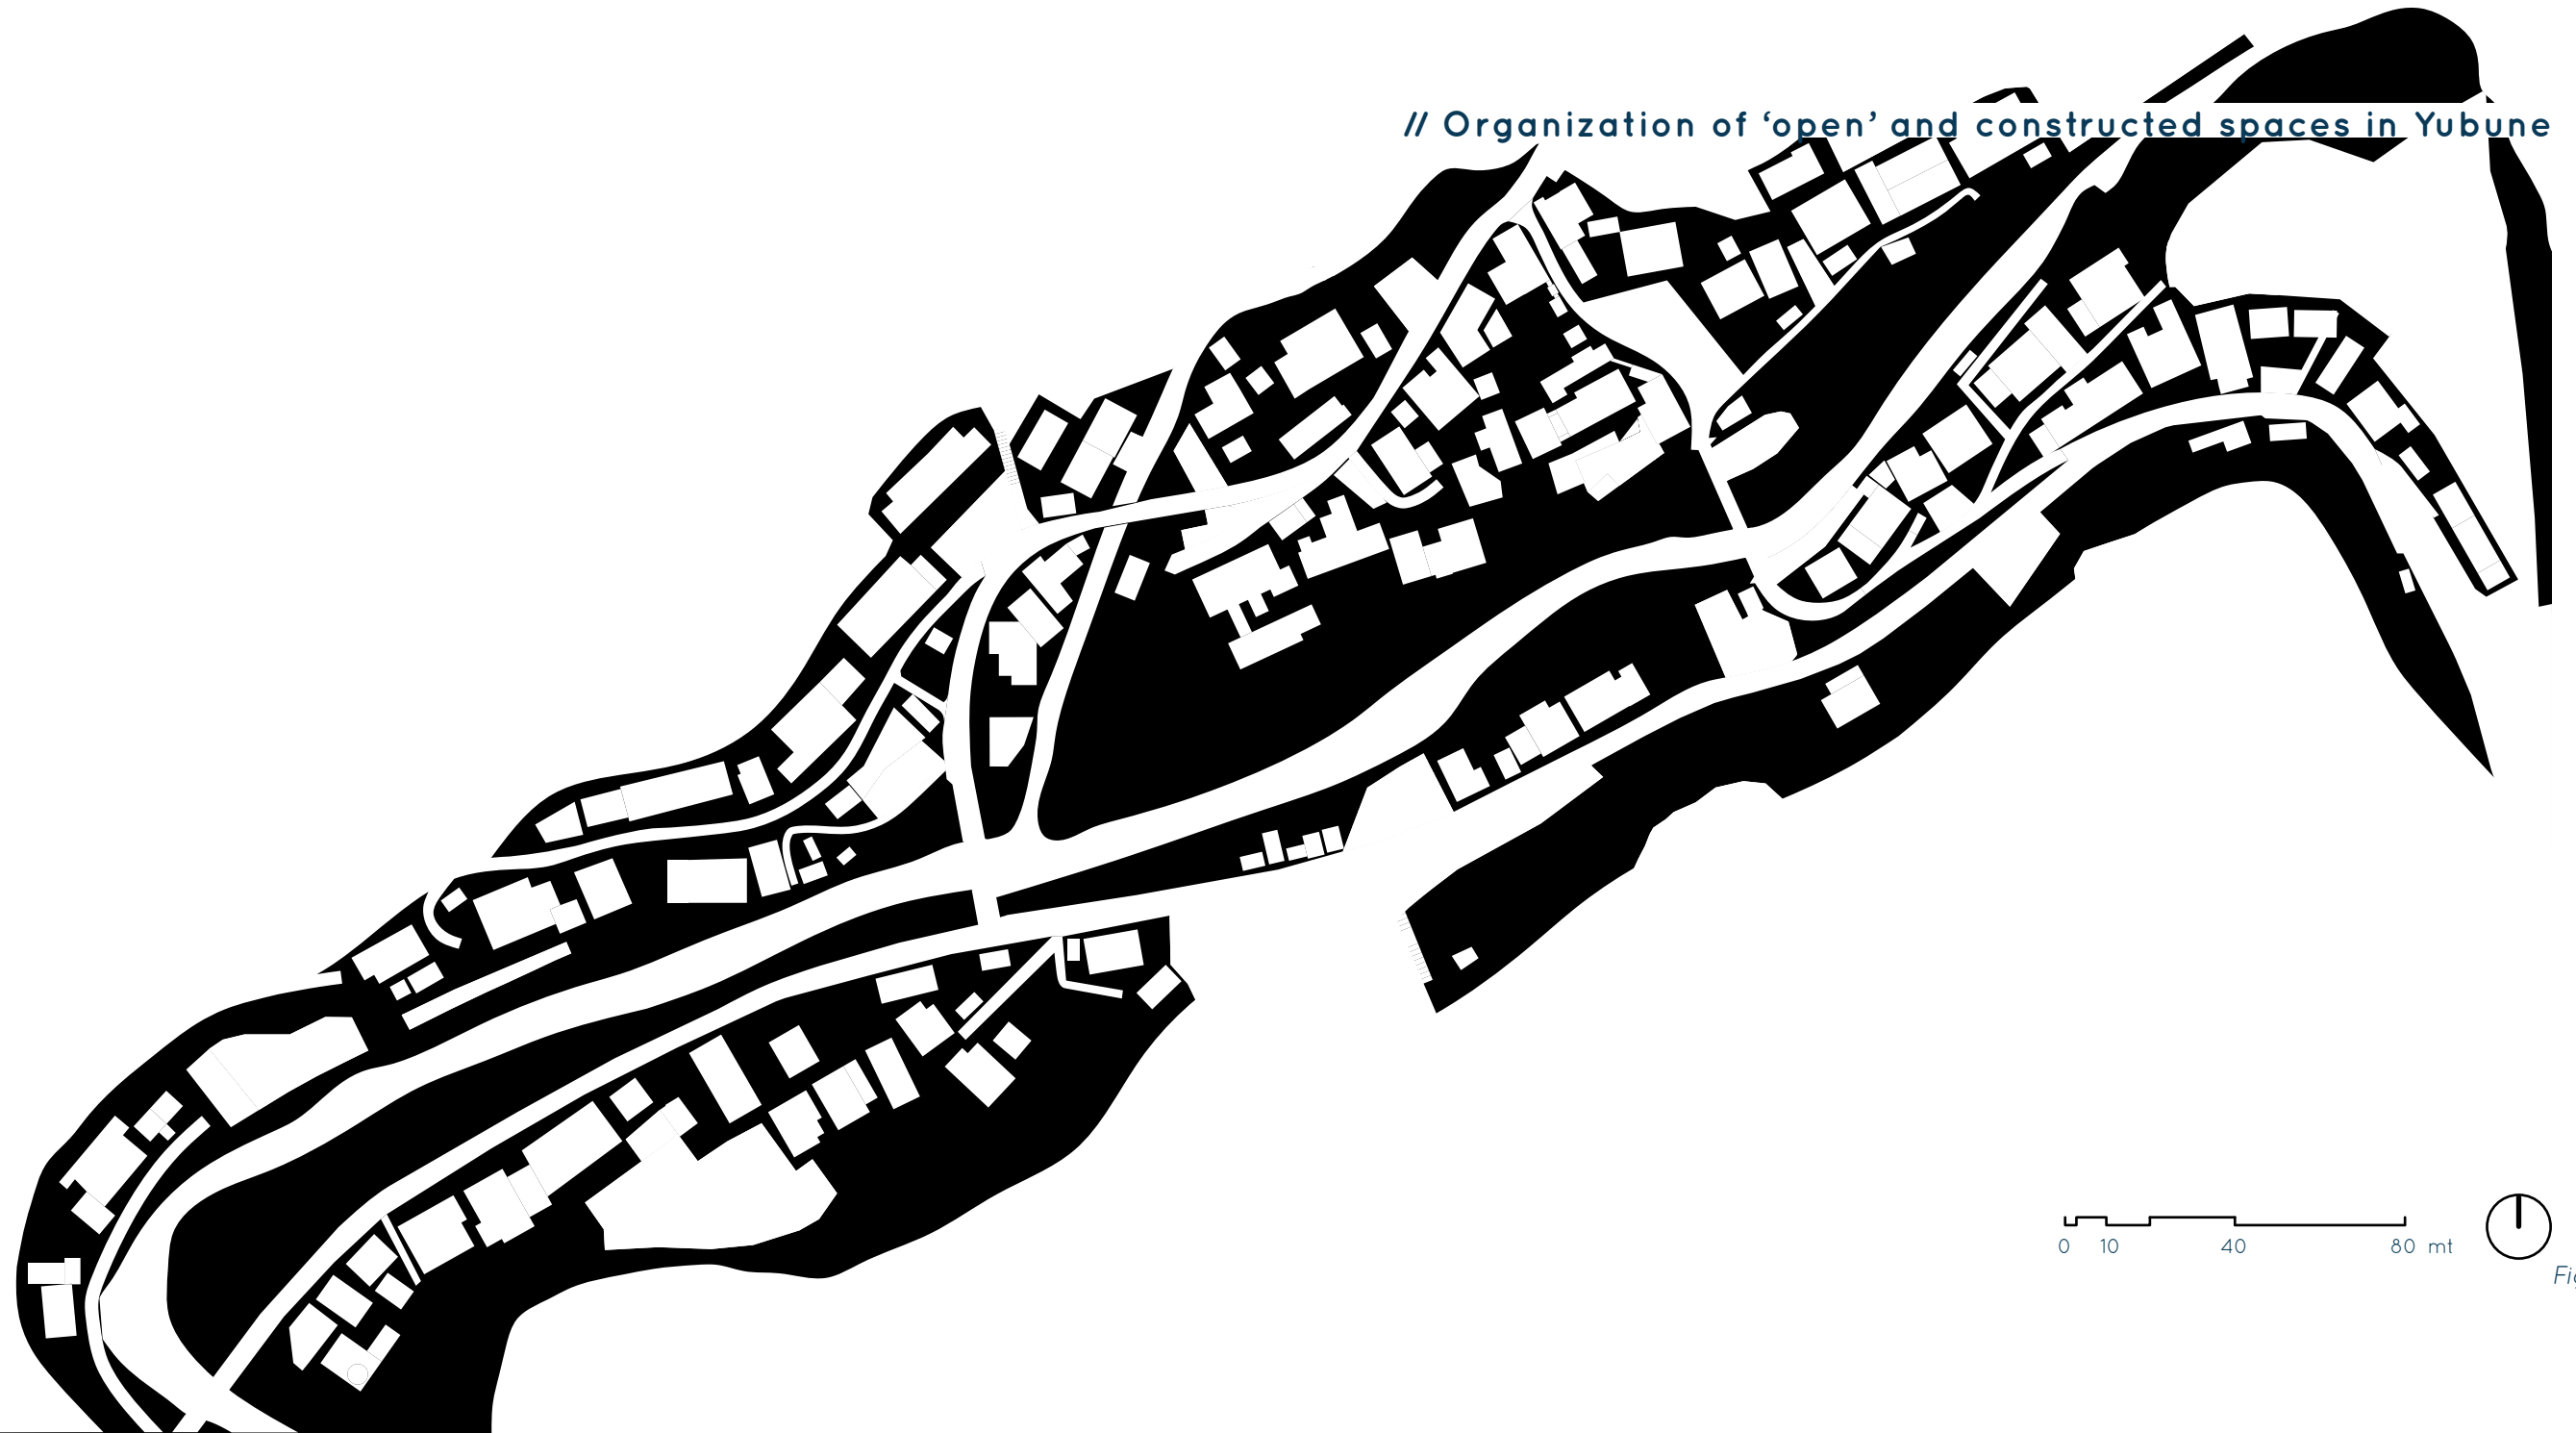 // Organization of ‘open’ and constructed spaces in Yubune
0 10 40 80 mt